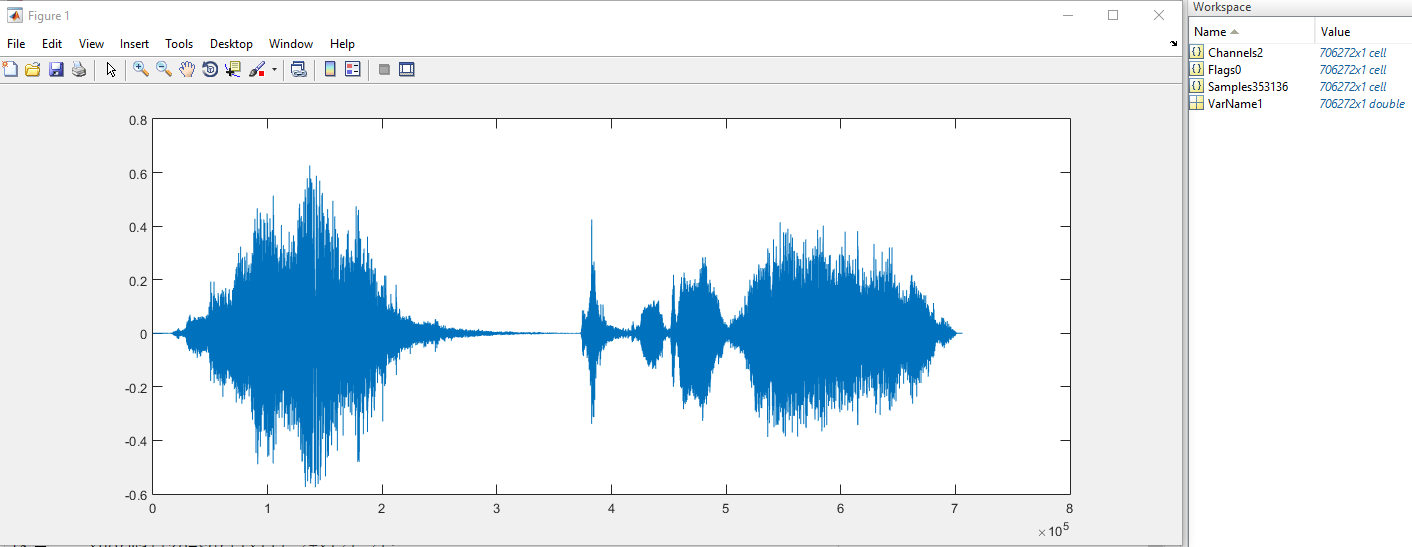 Figure 1
File Edit View Insert Tools Desktop Window Help
0.8
0.6
0.4
0.2
0
-0.2
-0.4
-0.6
0 1 2 3 4 5 6 7 8
×10^5
Workspace
Name Value
Channels2 706272x1 cell
Flags0 706272x1 cell
Samples353136 706272x1 cell
VarName1 706272x1 double